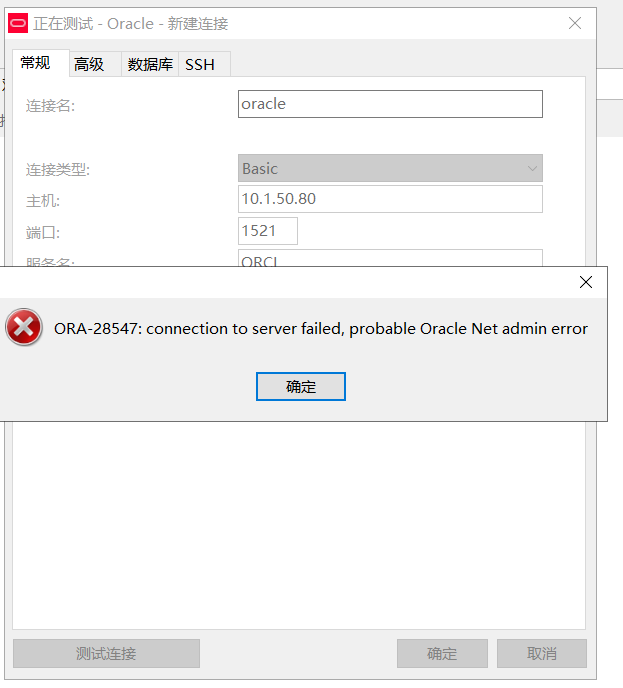 正在测试 - Oracle - 新建连接
常规 高级 数据库 SSH
连接名: oracle
连接类型: Basic
主机: 10.1.50.80
端口: 1521
服务名: ORCL
ORA-28547: connection to server failed, probable Oracle Net admin error
确定
测试连接 确定 取消